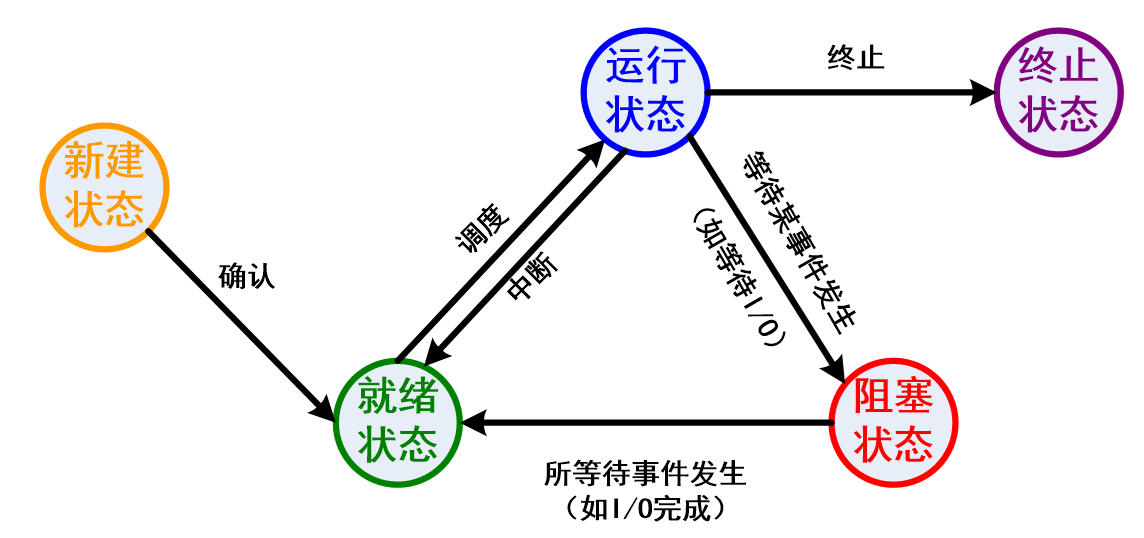 运行
状态
终止
终止
状态
新建
状态
确认
调度
中断
等待某事件发生
（如等待I/O）
就绪
状态
阻塞
状态
所等待事件发生
（如I/O完成）